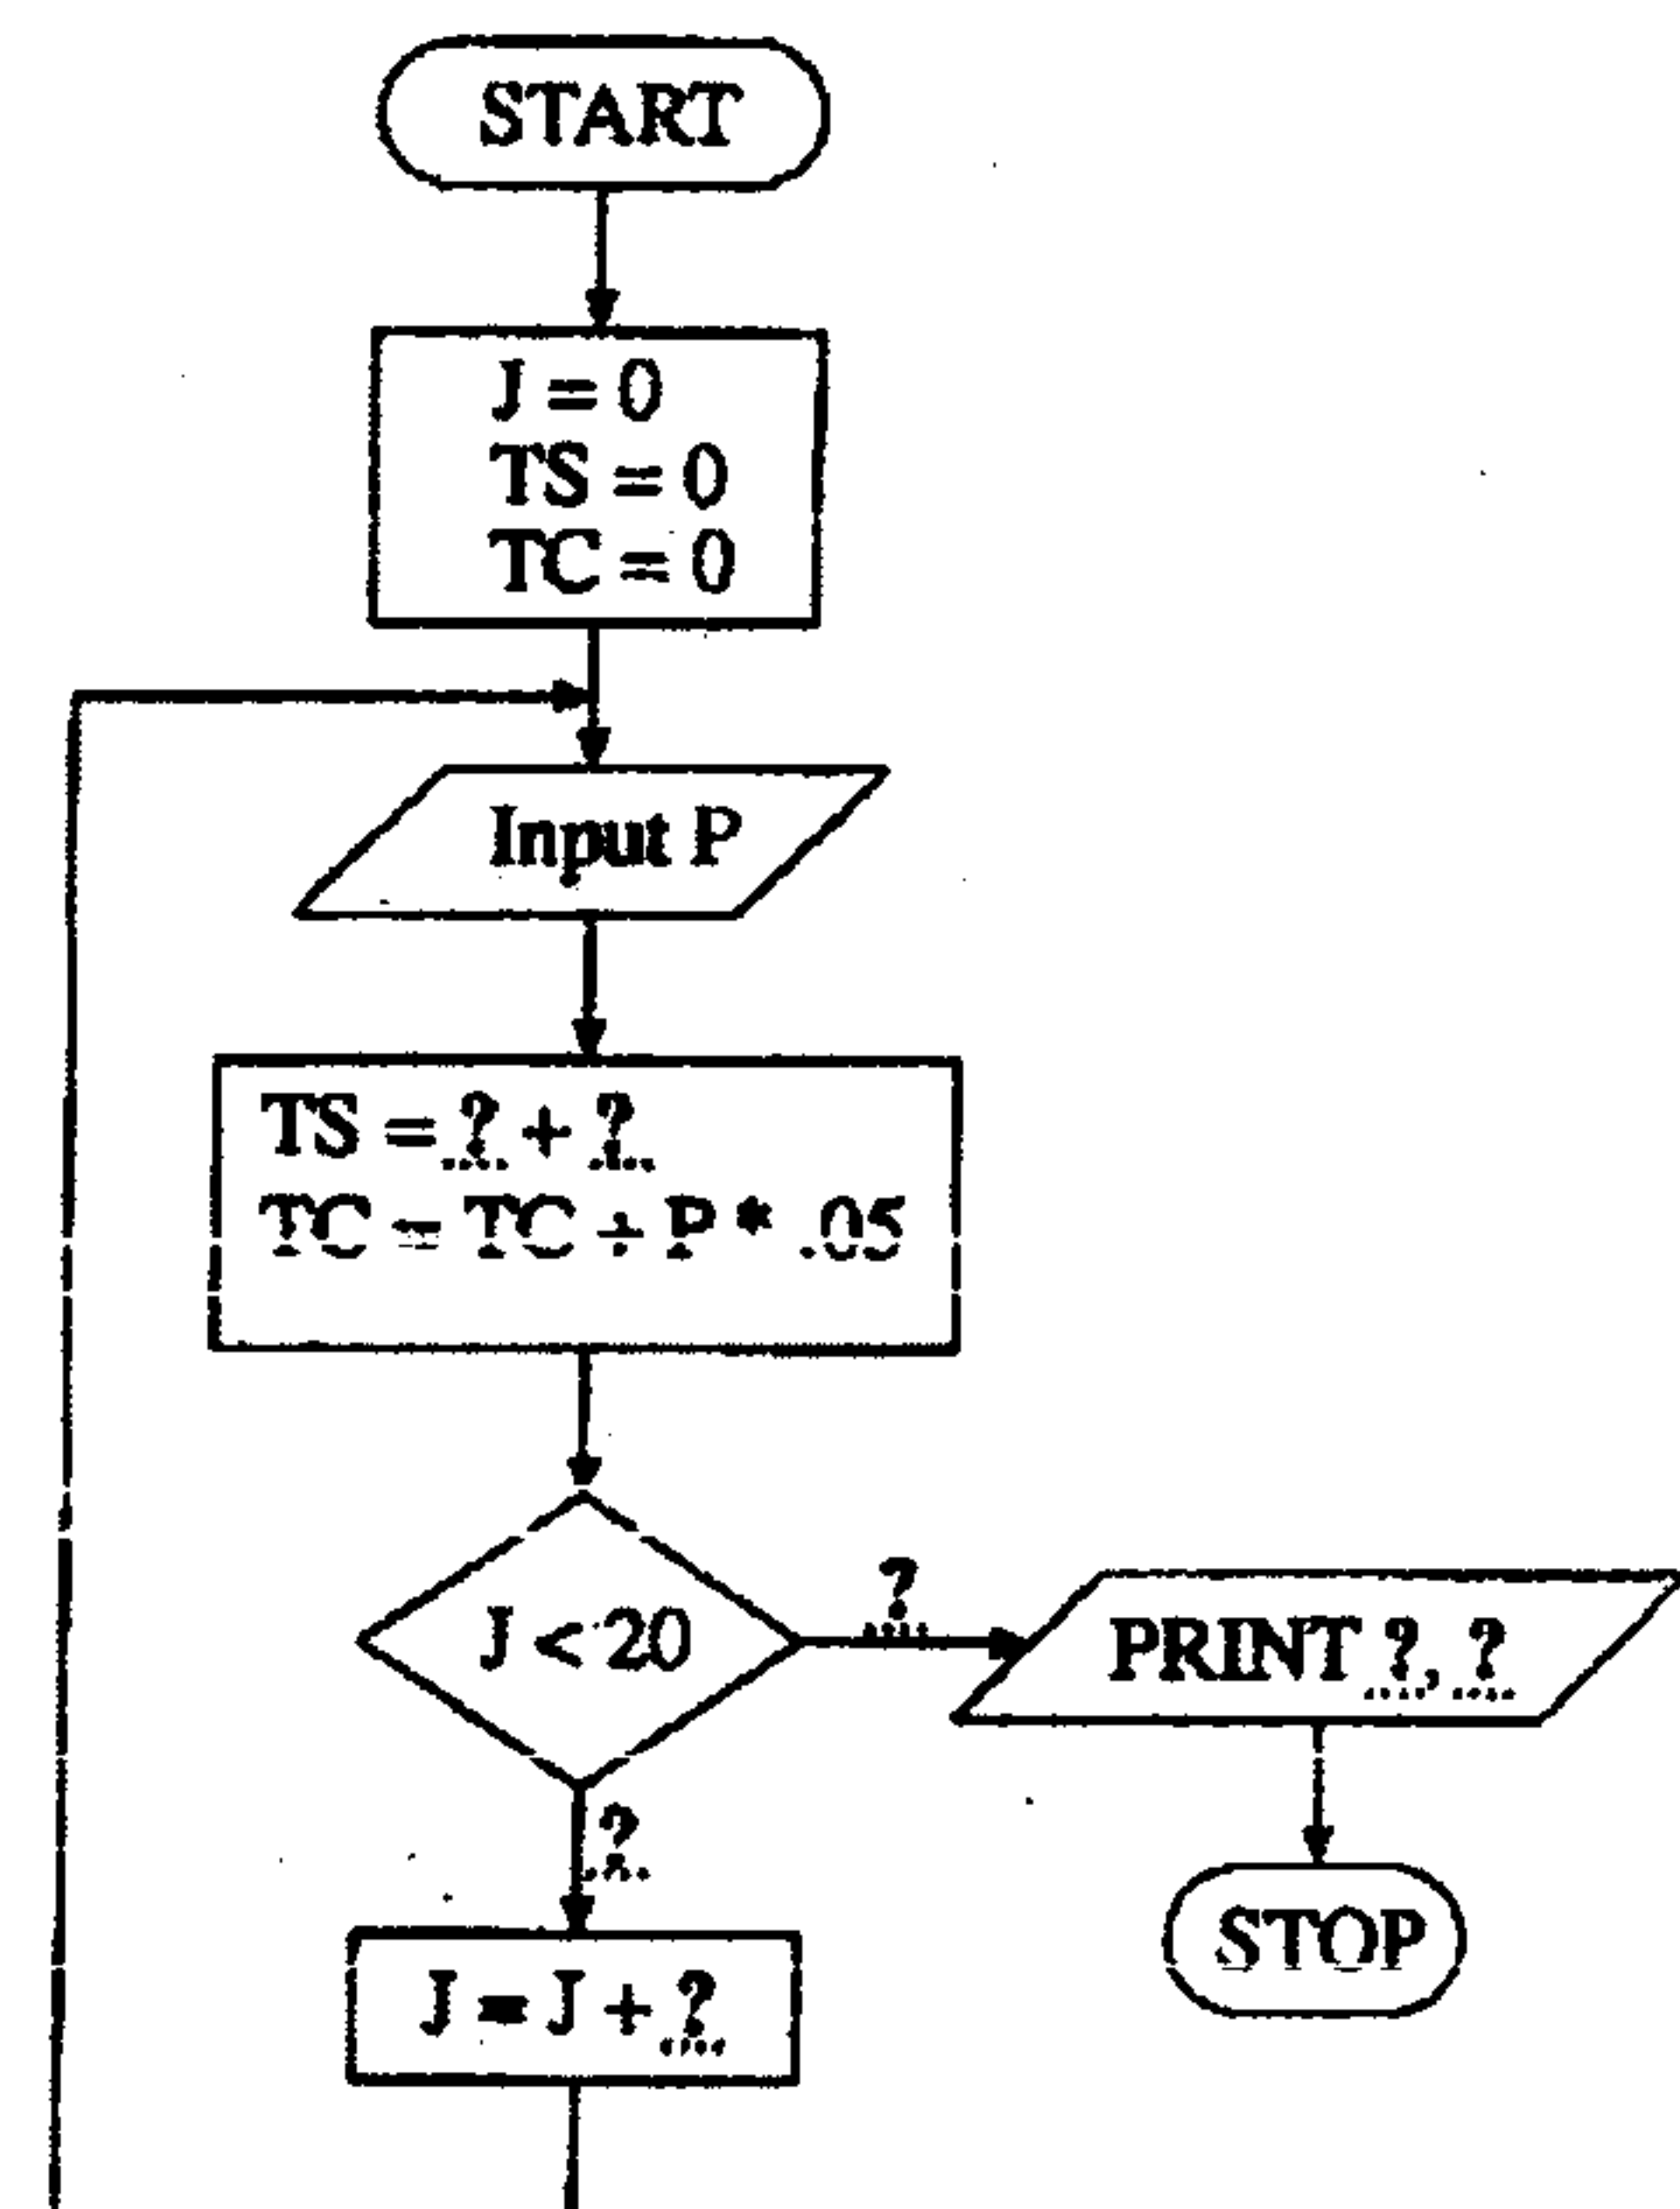 START
J = 0
TS = 0
TC = 0
Input P
TS = ? + ?
TC = TC + P * .05
J < 20
?
PRINT ?, ?
?
STOP
J = J + ?